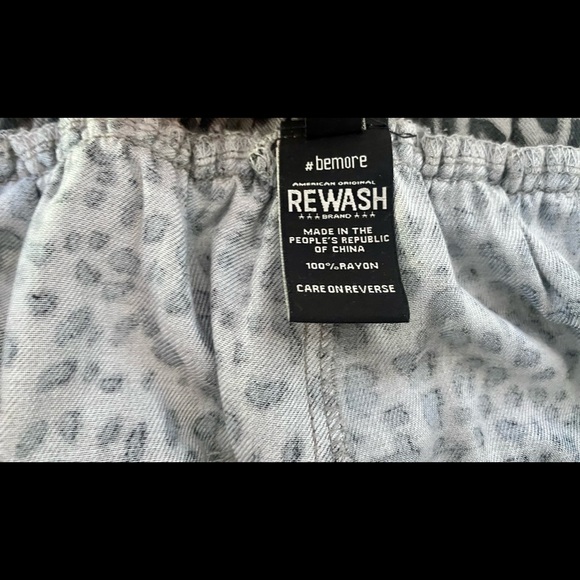 #bemore
AMERICAN ORIGINAL
REWASH
BRAND
MADE IN THE
PEOPLE'S REPUBLIC
OF CHINA
100% RAYON
CARE ON REVERSE